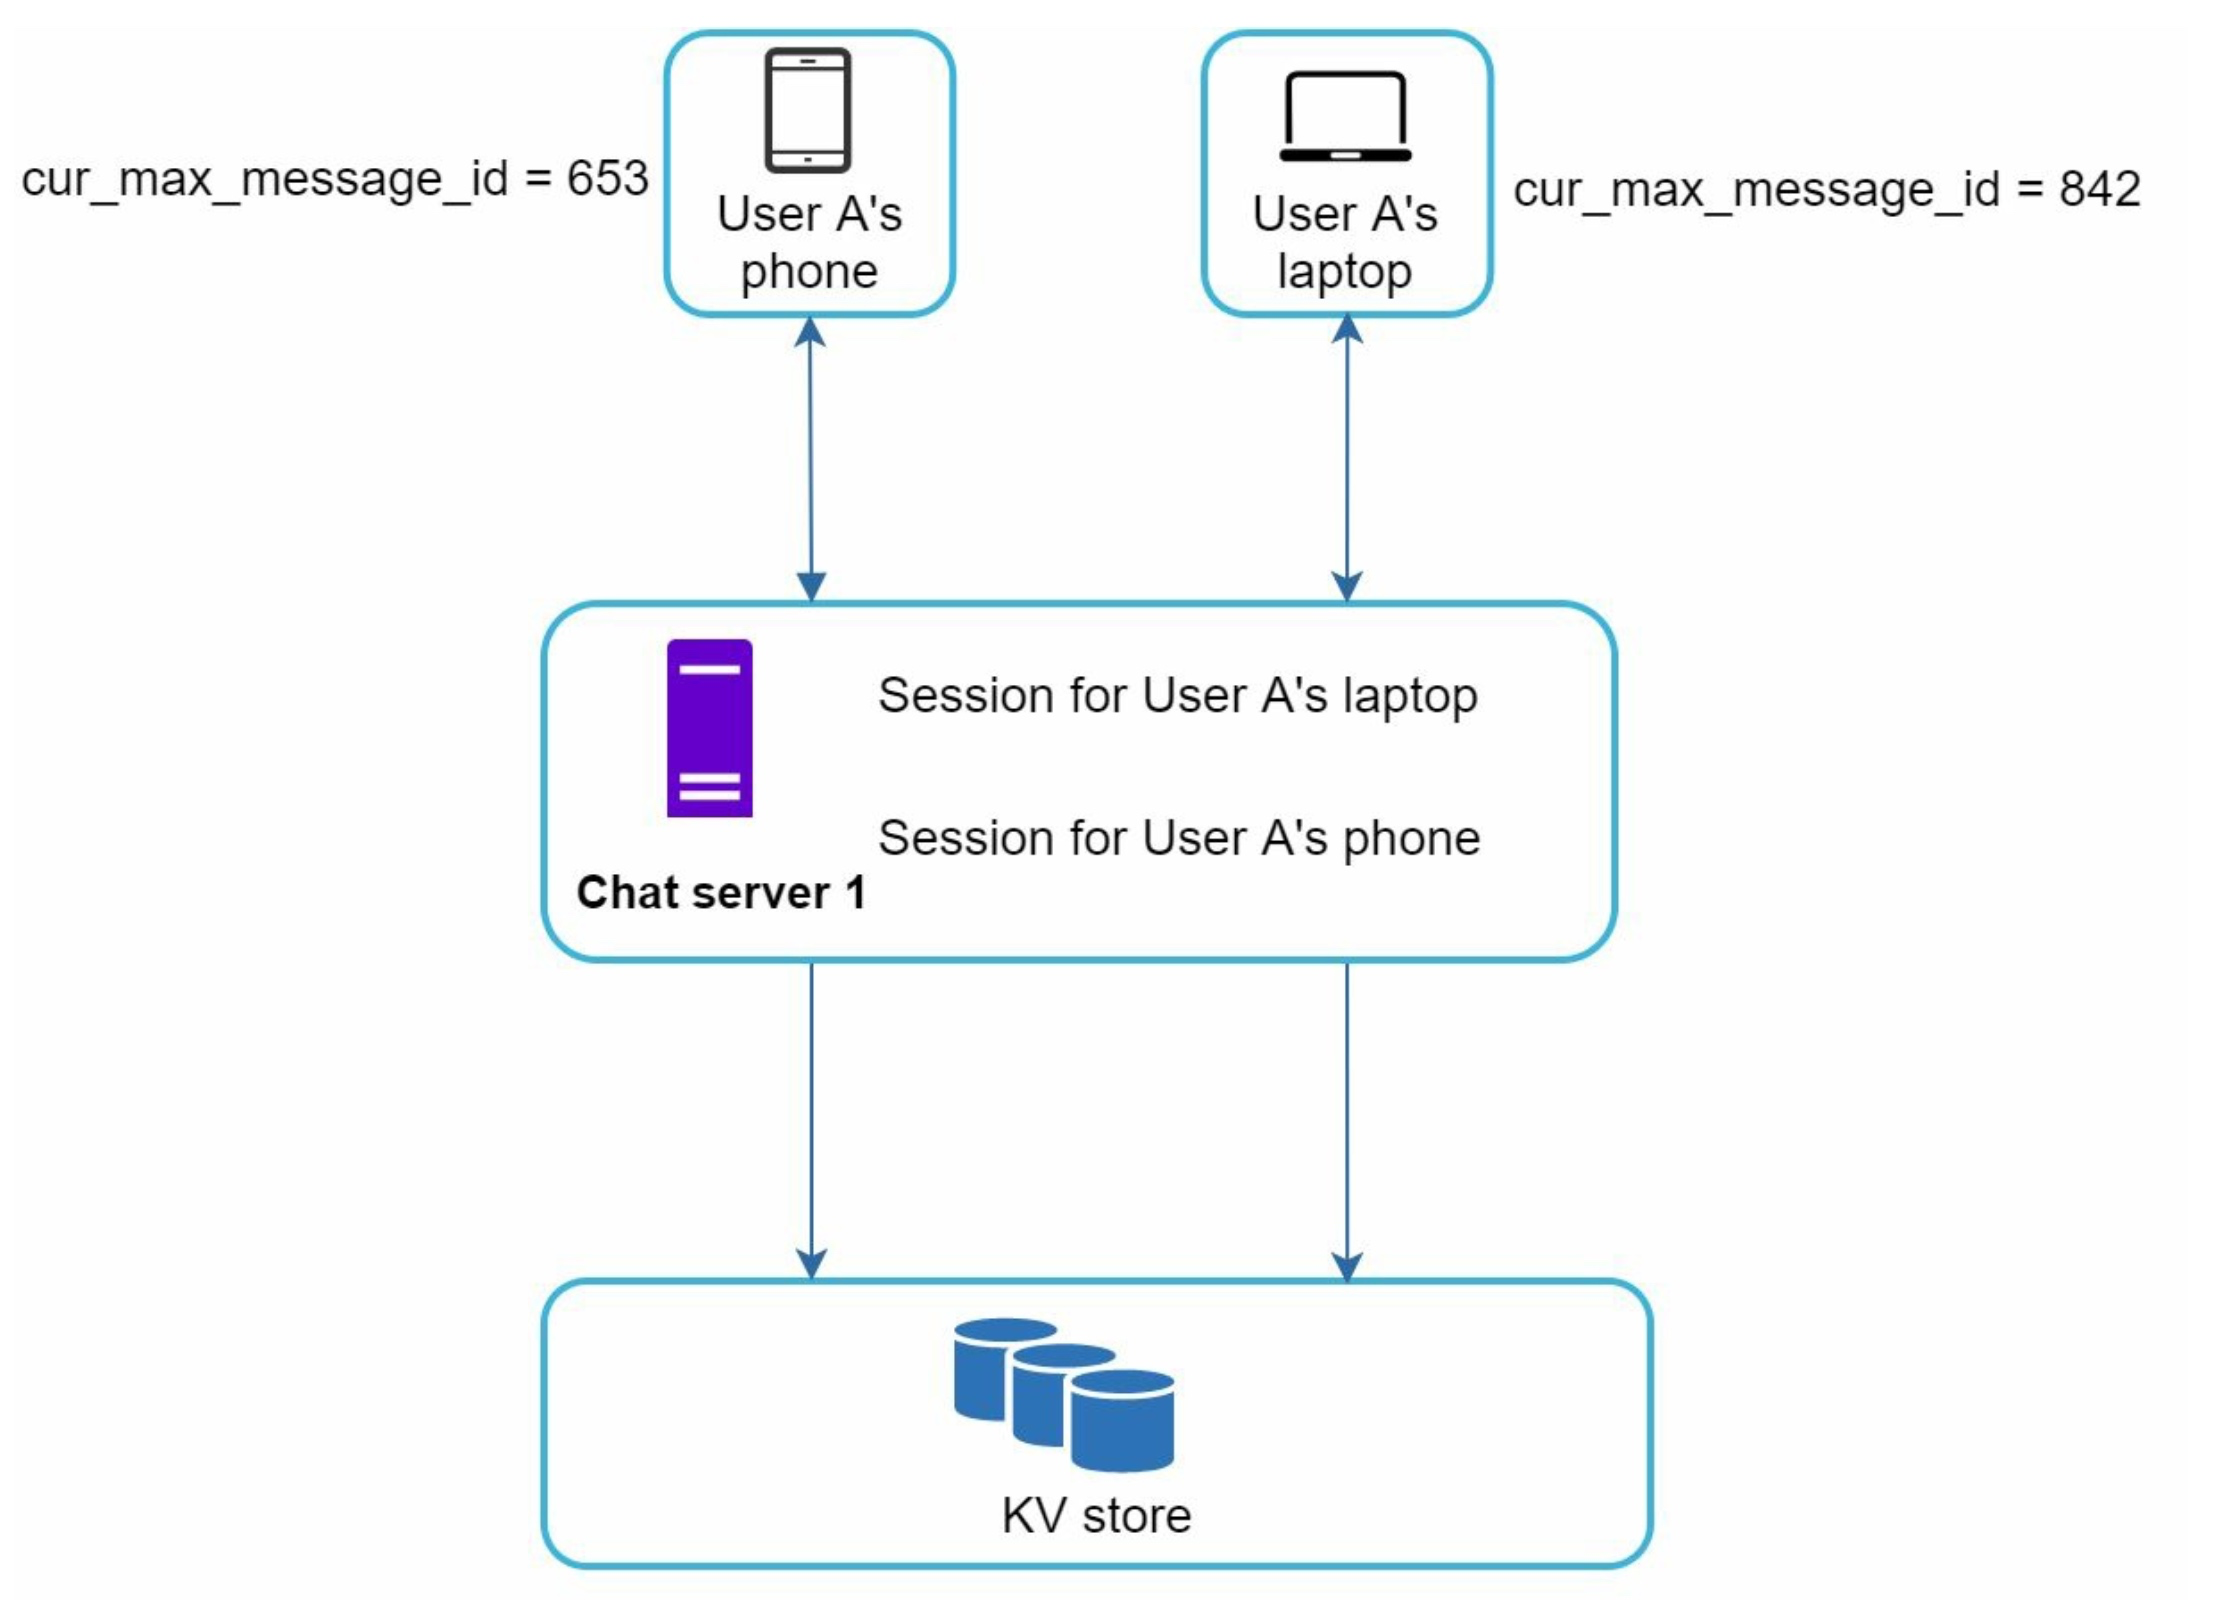 cur_max_message_id = 653
User A's
phone
User A's
laptop
cur_max_message_id = 842
Session for User A's laptop
Session for User A's phone
Chat server 1
KV store